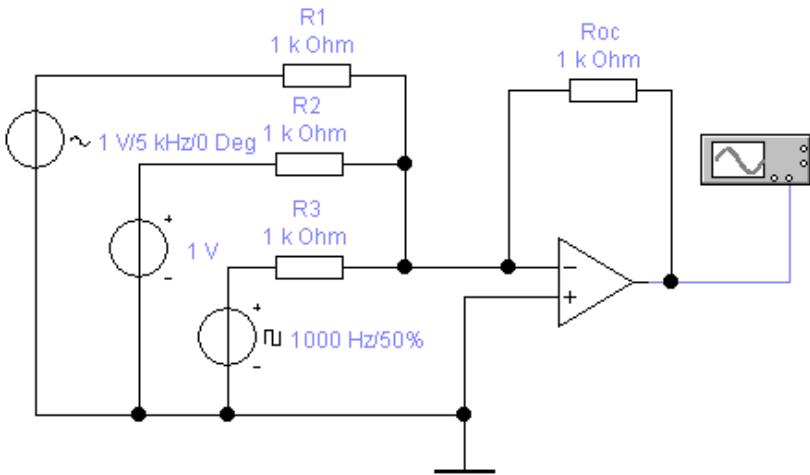 R1
1 k Ohm
Roc
1 k Ohm
R2
1 V/5 kHz/0 Deg 1 k Ohm
R3
1 k Ohm
1 V
1000 Hz/50%